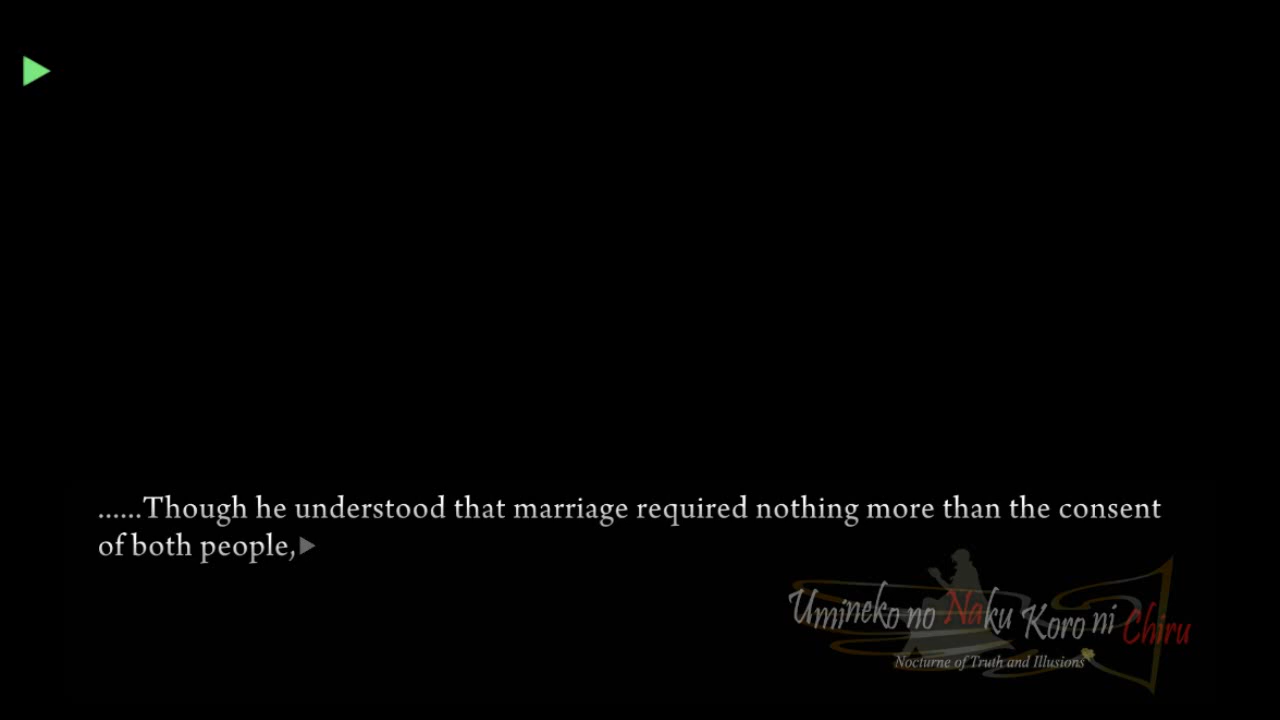 ......Though he understood that marriage required nothing more than the consent
of both people,
Umineko no Naku Koro ni Chiru
Nocturne of Truth and Illusions